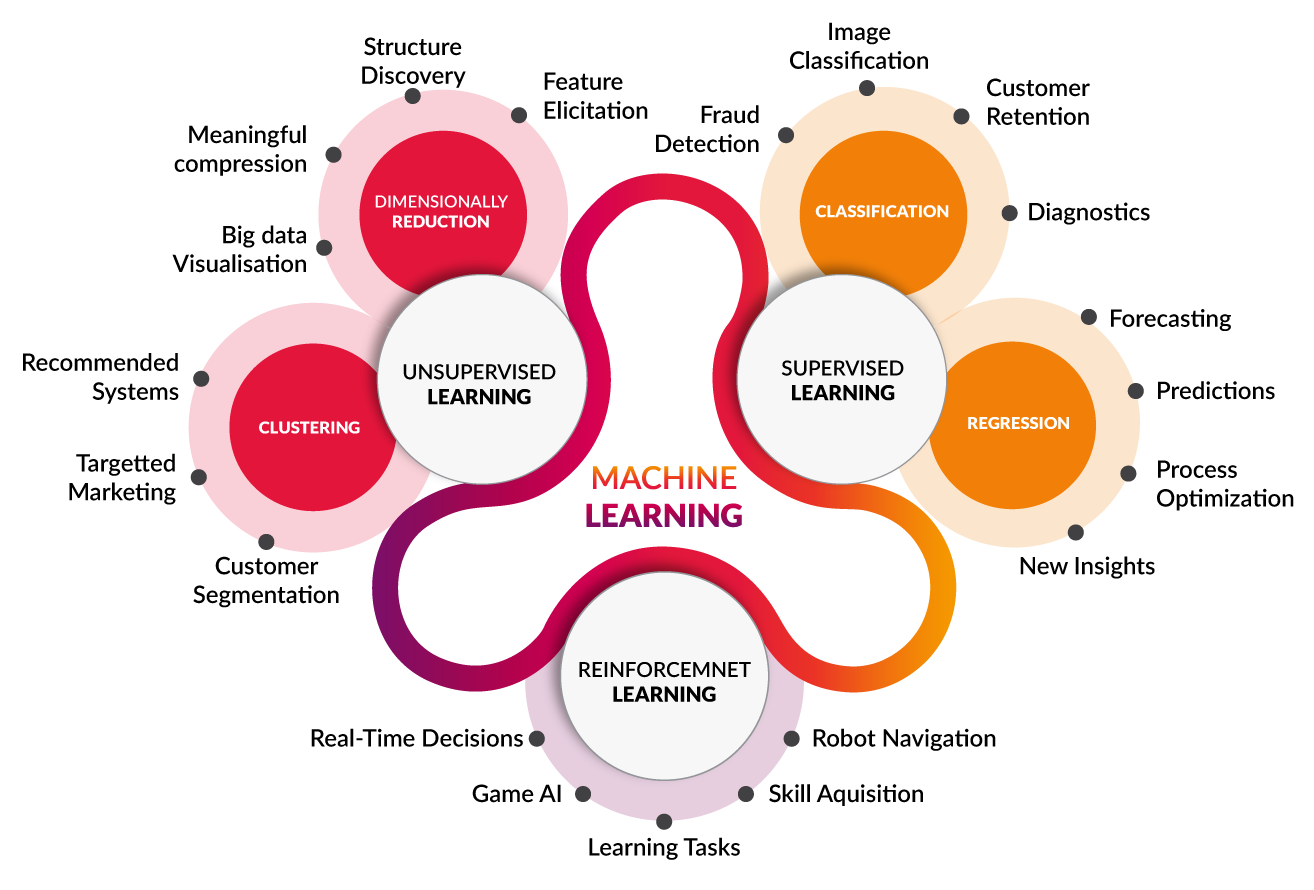 Structure
Discovery
Feature
Elicitation
Meaningful
compression
Big data
Visualisation
DIMENSIONALLY
REDUCTION
Image
Classification
Customer
Retention
Fraud
Detection
Diagnostics
CLASSIFICATION
Recommended
Systems
Targetted
Marketing
Customer
Segmentation
CLUSTERING
UNSUPERVISED
LEARNING
SUPERVISED
LEARNING
Forecasting
Predictions
Process
Optimization
New Insights
REGRESSION
MACHINE
LEARNING
REINFORCEMNET
LEARNING
Real-Time Decisions
Game AI
Learning Tasks
Skill Aquisition
Robot Navigation